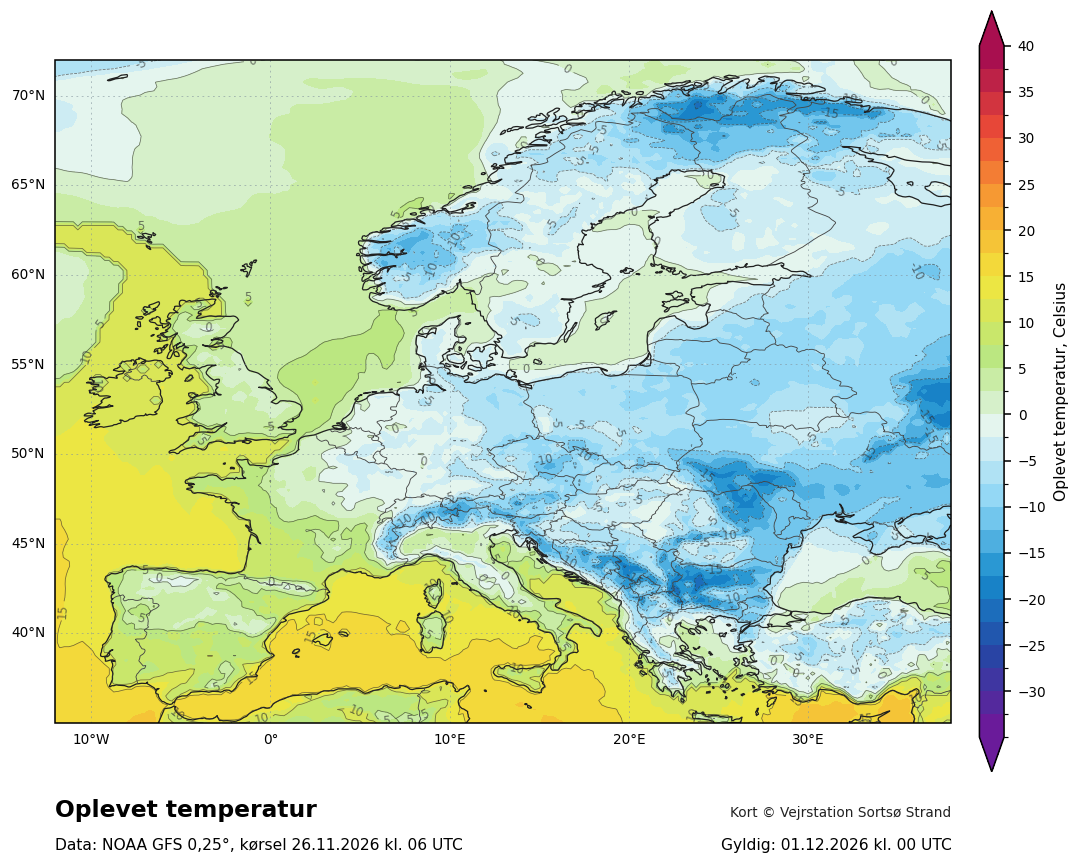 70°N
65°N
60°N
55°N
50°N
45°N
40°N
10°W
0°
10°E
20°E
30°E
40
35
30
25
20
15
10
5
0
−5
−10
−15
−20
−25
−30
Oplevet temperatur, Celsius
Oplevet temperatur
Kort © Vejrstation Sortsø Strand
Data: NOAA GFS 0,25°, kørsel 26.11.2026 kl. 06 UTC
Gyldig: 01.12.2026 kl. 00 UTC